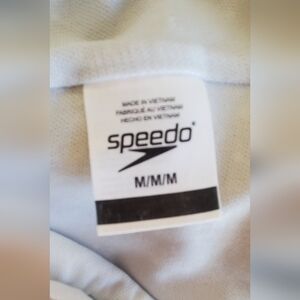 MADE IN VIETNAM
FABRIQUÉ AU VIETNAM
HECHO EN VIETNAM
speedo
M/M/M